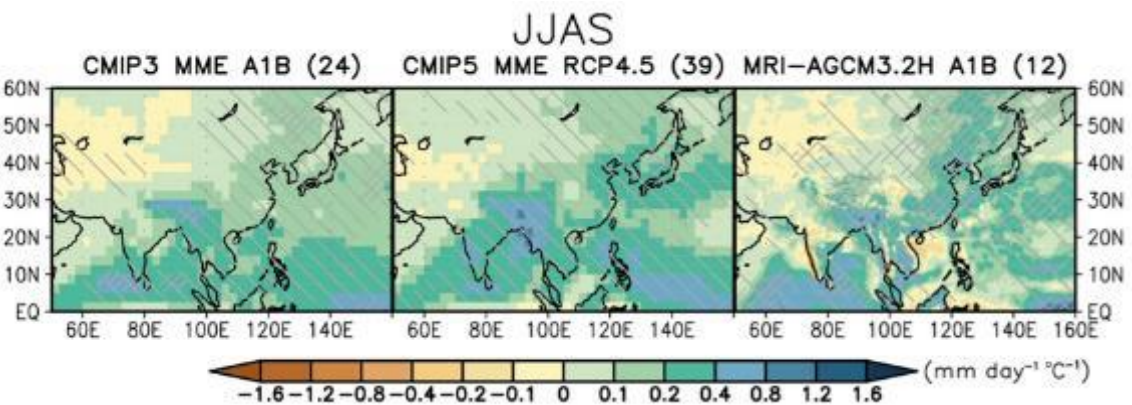 JJAS
CMIP3 MME A1B (24) CMIP5 MME RCP4.5 (39) MRI-AGCM3.2H A1B (12)
60N 60N
50N 50N
40N 40N
30N 30N
20N 20N
10N 10N
EQ EQ
60E 80E 100E 120E 140E 60E 80E 100E 120E 140E 60E 80E 100E 120E 140E 160E
-1.6 -1.2 -0.8 -0.4 -0.2 -0.1 0 0.1 0.2 0.4 0.8 1.2 1.6 (mm day⁻¹ °C⁻¹)